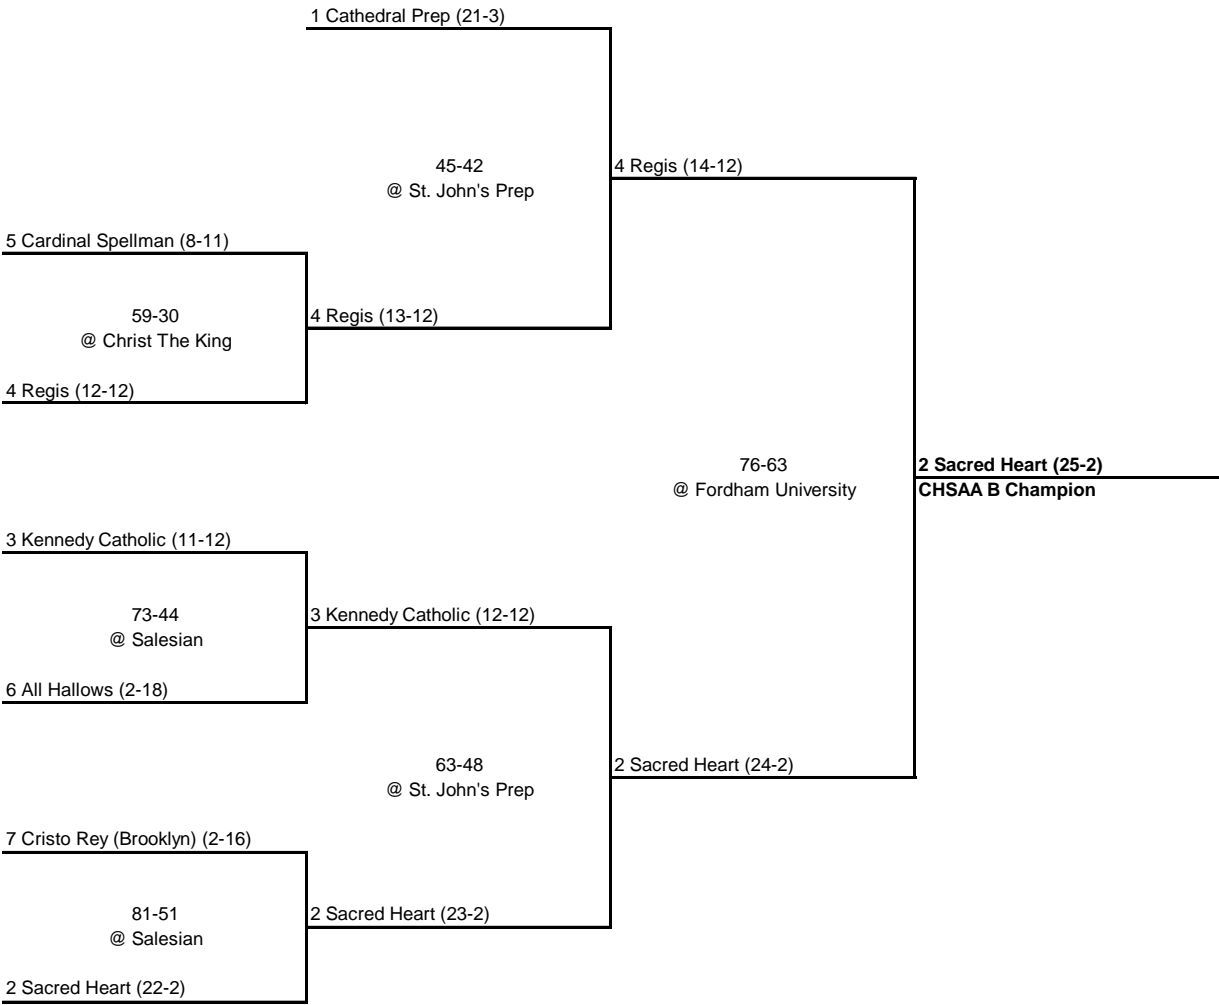 1 Cathedral Prep (21-3)
45-42
@ St. John's Prep
4 Regis (14-12)
5 Cardinal Spellman (8-11)
59-30
@ Christ The King
4 Regis (13-12)
4 Regis (12-12)
76-63
@ Fordham University
2 Sacred Heart (25-2)
CHSAA B Champion
3 Kennedy Catholic (11-12)
73-44
@ Salesian
3 Kennedy Catholic (12-12)
6 All Hallows (2-18)
63-48
@ St. John's Prep
2 Sacred Heart (24-2)
7 Cristo Rey (Brooklyn) (2-16)
81-51
@ Salesian
2 Sacred Heart (23-2)
2 Sacred Heart (22-2)